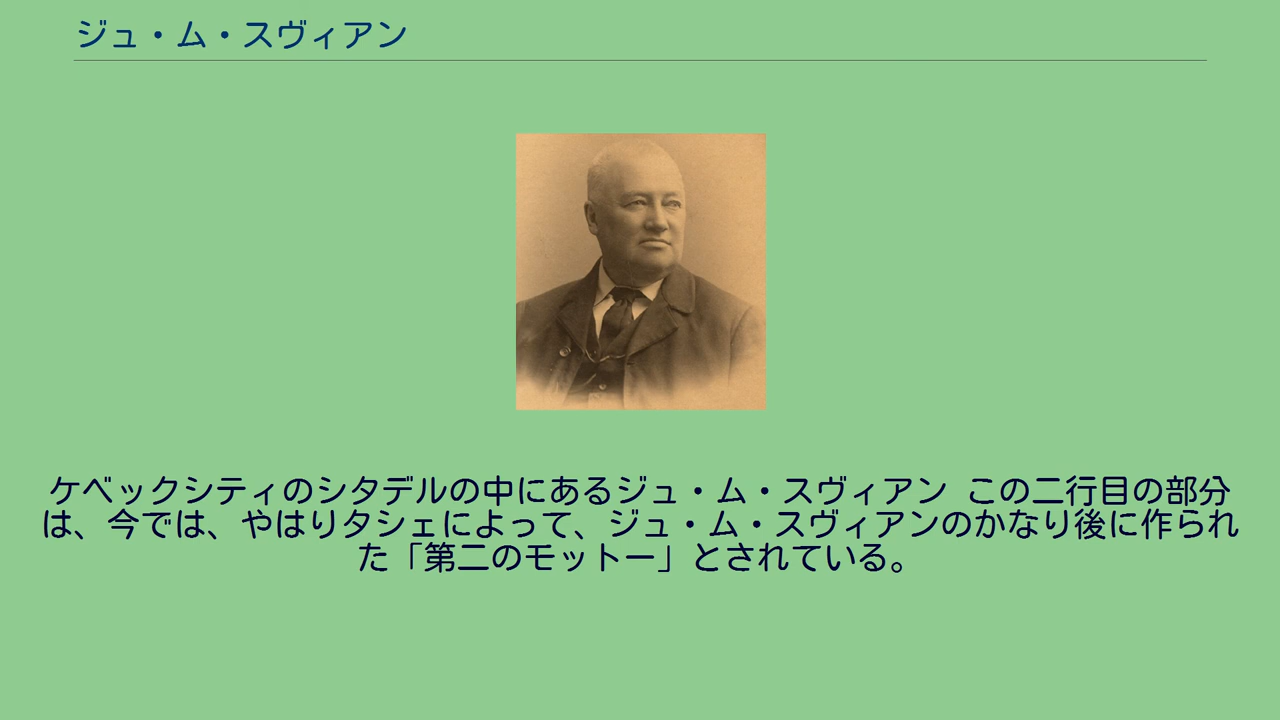 ジュ・ム・スヴィアン
ケベックシティのシタデルの中にあるジュ・ム・スヴィアン この二行目の部分
は、今では、やはりタシェによって、ジュ・ム・スヴィアンのかなり後に作られ
た「第二のモットー」とされている。